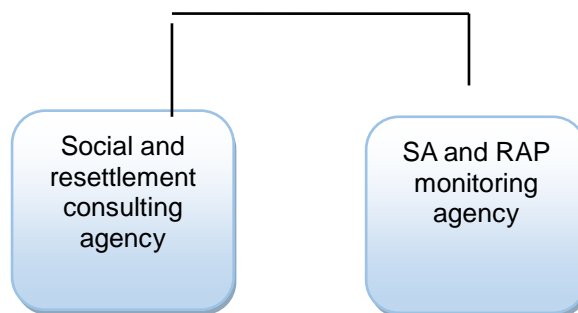 Social and
resettlement
consulting
agency
SA and RAP
monitoring
agency